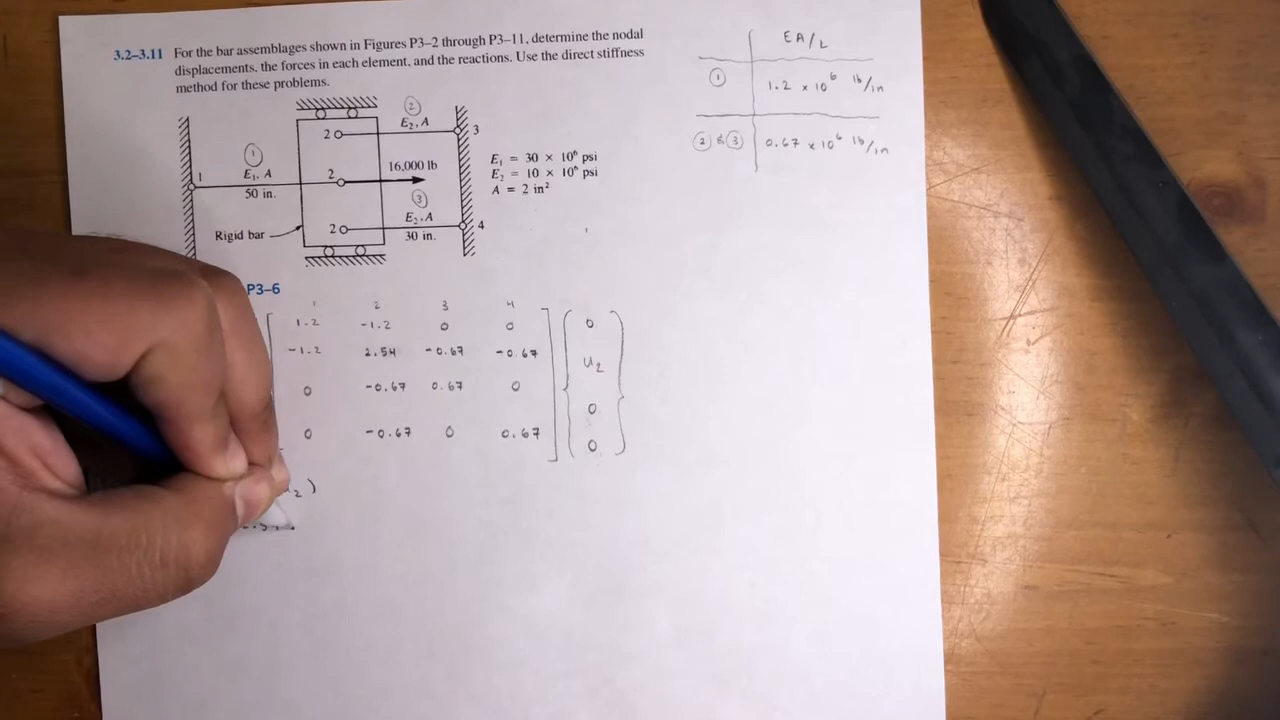 3.2–3.11 For the bar assemblages shown in Figures P3–2 through P3–11, determine the nodal
displacements, the forces in each element, and the reactions. Use the direct stiffness
method for these problems.
EA/L
① 1.2 x 10⁶ lb/in
② & ③ 0.67 x 10⁶ lb/in
②
E₂, A
2
3
①
E₁, A
1
2
16,000 lb
50 in.
③
E₂, A
2
4
30 in.
Rigid bar
E₁ = 30 × 10⁶ psi
E₂ = 10 × 10⁶ psi
A = 2 in²
P3–6
1 2 3 4
1.2 -1.2 0 0 0
-1.2 2.54 -0.67 -0.67 u₂
0 -0.67 0.67 0 0
0 -0.67 0 0.67 0
₂)